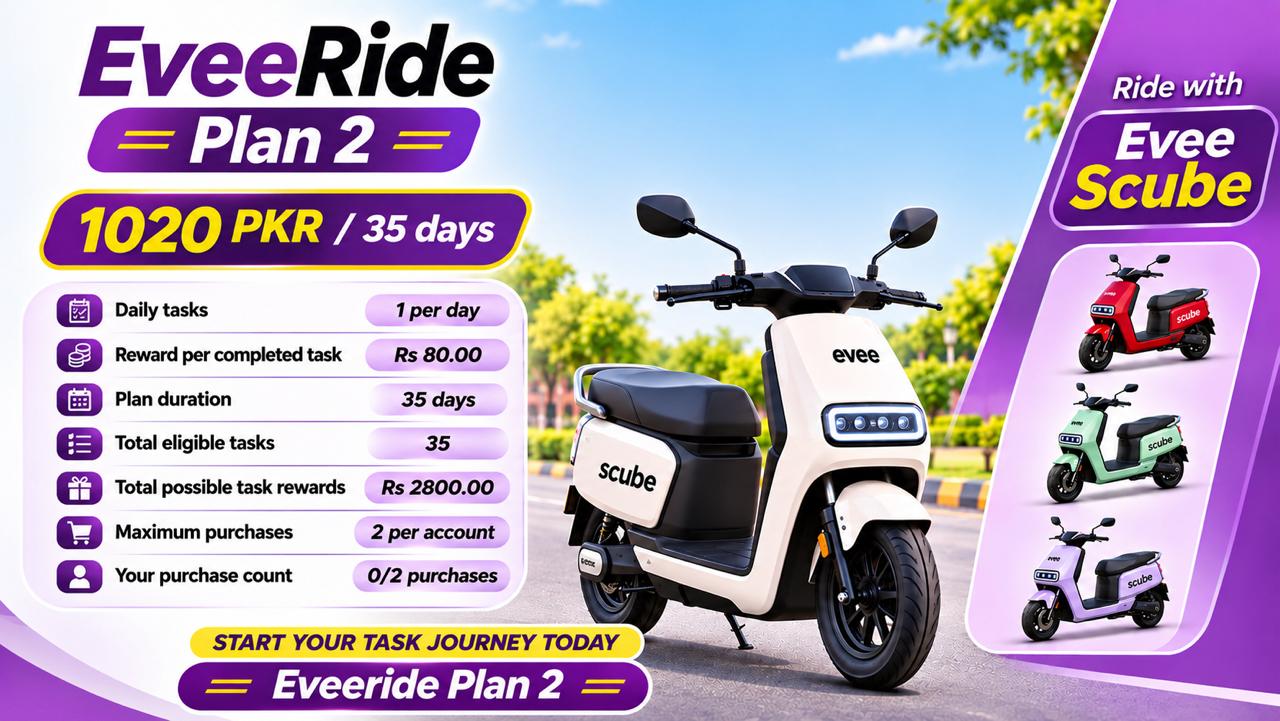 EveeRide
Plan 2
1020 PKR / 35 days
Daily tasks 1 per day
Reward per completed task Rs 80.00
Plan duration 35 days
Total eligible tasks 35
Total possible task rewards Rs 2800.00
Maximum purchases 2 per account
Your purchase count 0/2 purchases
START YOUR TASK JOURNEY TODAY
Eveeride Plan 2
evee
scube
Ride with
Evee
Scube
evee
scube
evee
scube
evee
scube